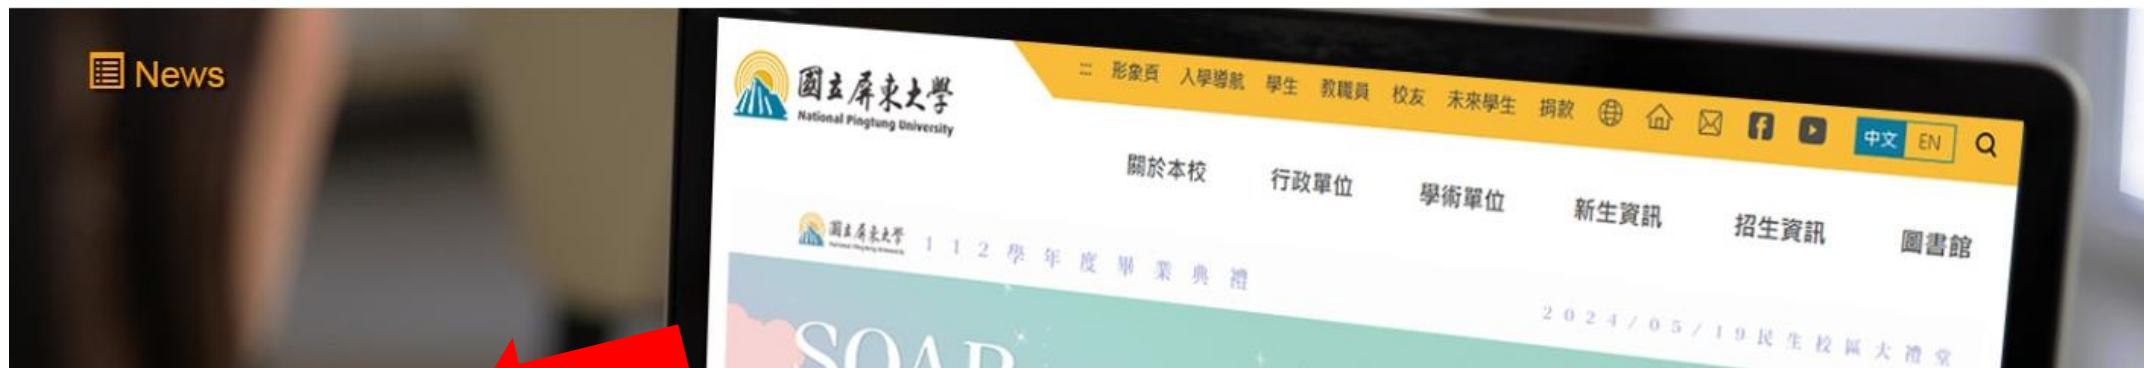 News
國立屏東大學
National Pingtung University
::: 形象頁 入學導航 學生 教職員 校友 未來學生 捐款 中文 EN
關於本校 行政單位 學術單位 新生資訊 招生資訊 圖書館
國立屏東大學
National Pingtung University
112學年度畢業典禮
2024/05/19民生校區大禮堂
SOAR